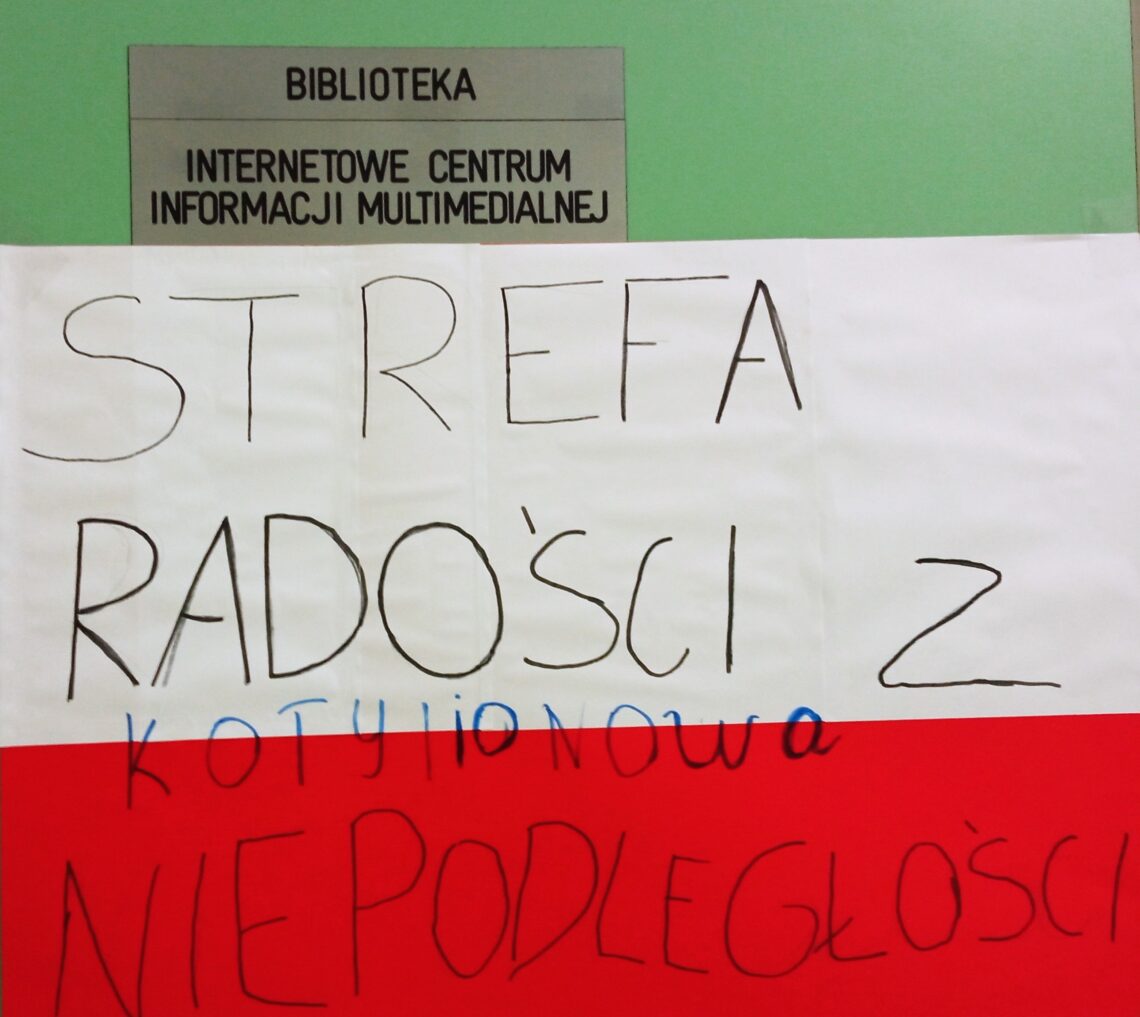 BIBLIOTEKA
INTERNETOWE CENTRUM
INFORMACJI MULTIMEDIALNEJ
STREFA
RADOŚCI Z
KOTYlioNOwa
NIEPODLEGŁOŚCI